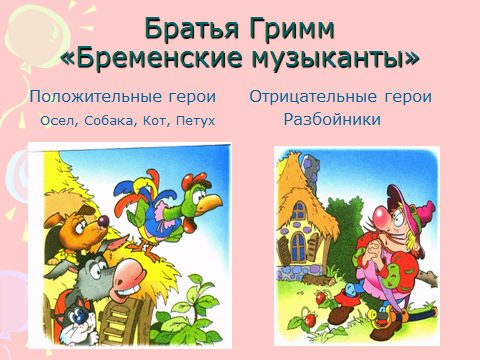 Братья Гримм
«Бременские музыканты»
Положительные герои
Осел, Собака, Кот, Петух
Отрицательные герои
Разбойники